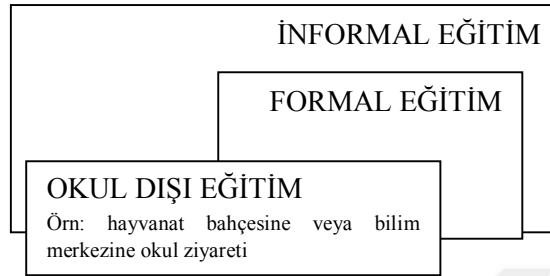 İNFORMAL EĞİTİM
FORMAL EĞİTİM
OKUL DIŞI EĞİTİM
Örn: hayvanat bahçesine veya bilim
merkezine okul ziyareti